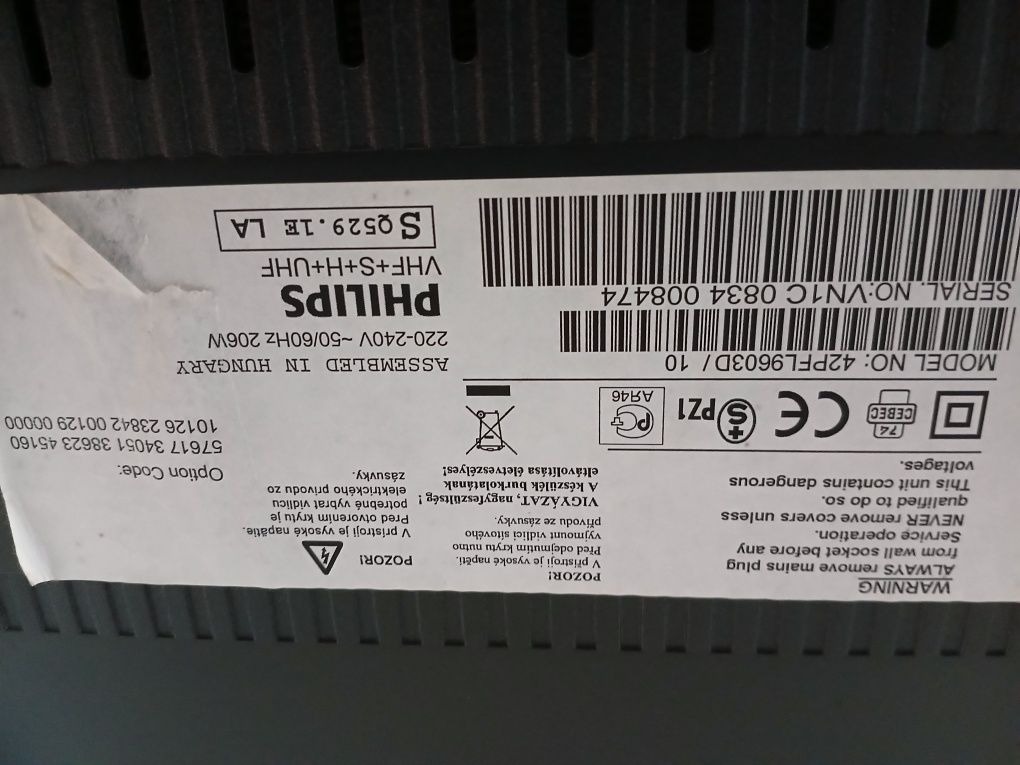 WARNING
ALWAYS remove mains plug
from wall socket before any
Service operation.
NEVER remove covers unless
qualified to do so.
This unit contains dangerous
voltages.
POZOR!
V přístroji je vysoké. napěti.
Před odejmutím krytu nutno
vyjmount vidlici síťového
přívodu ze zásuvky.
VIGYÁZAT, nagyfeszültség !
A készülék burkolatának
eltávolítása életveszélyes!
POZOR!
V prístroji je vysoké napätie.
Pred otvorením krytu je
potrebné vybrať vidlicu
elektrického prívodu zo
zásuvky.
Option Code:
57617 34051 38623 45160
10126 23842 00129 00000
74
CEBEC
CE
+S
PZ1
PC
АЯ46
MODEL NO: 42PFL9603D / 10
SERIAL. NO:VN1C 0834 008474
ASSEMBLED IN HUNGARY
220-240V ~ 50/60Hz 206W
PHILIPS
VHF+S+H+UHF
S Q529.1E LA